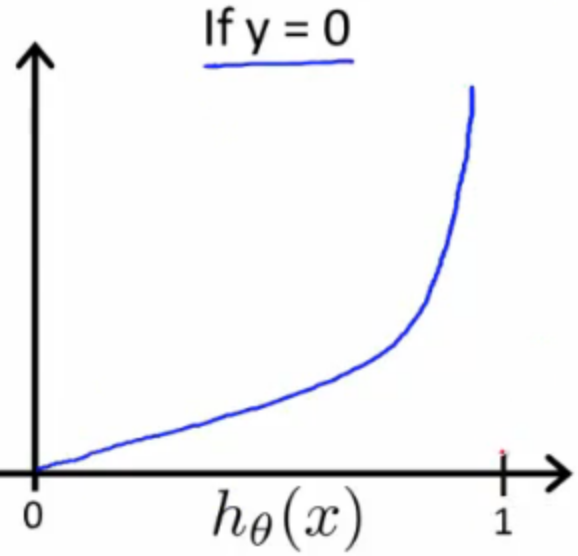 If y = 0
0
hθ(x)
1